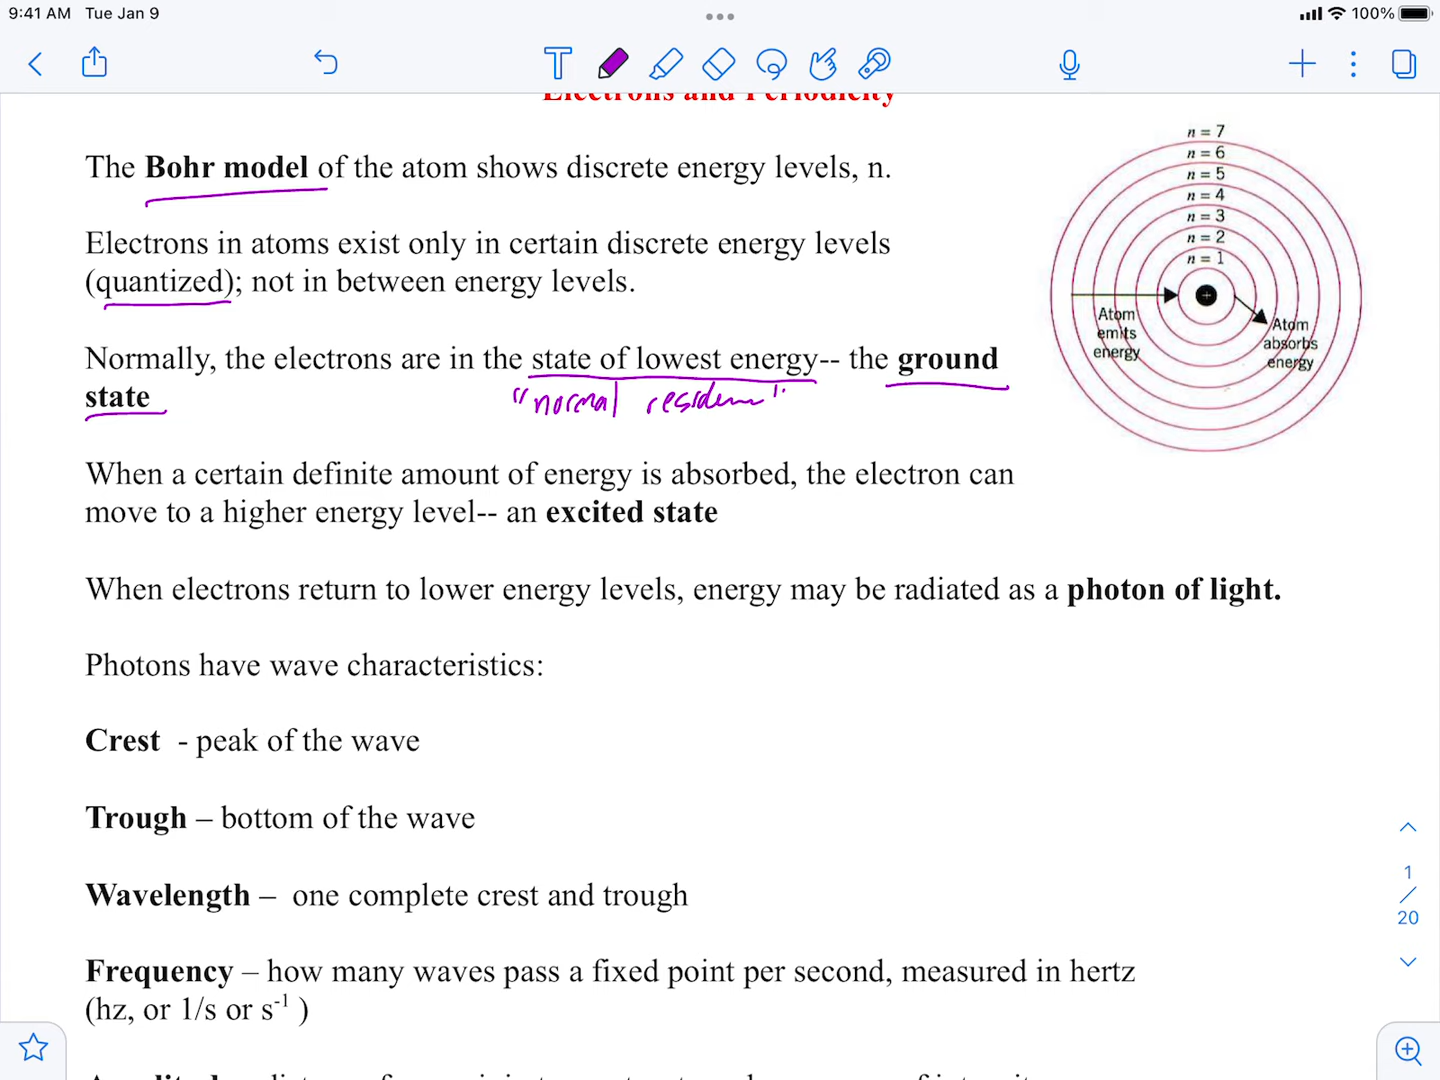 9:41 AM Tue Jan 9
100%
Electrons and Periodicity
The Bohr model of the atom shows discrete energy levels, n.
Electrons in atoms exist only in certain discrete energy levels
(quantized); not in between energy levels.
Normally, the electrons are in the state of lowest energy-- the ground
state
"normal
When a certain definite amount of energy is absorbed, the electron can
move to a higher energy level-- an excited state
When electrons return to lower energy levels, energy may be radiated as a photon of light.
Photons have wave characteristics:
Crest - peak of the wave
Trough – bottom of the wave
Wavelength – one complete crest and trough
Frequency – how many waves pass a fixed point per second, measured in hertz
(hz, or 1/s or s⁻¹ )
n = 7
n = 6
n = 5
n = 4
n = 3
n = 2
n = 1
+
Atom
emits
energy
Atom
absorbs
energy
1
/
20